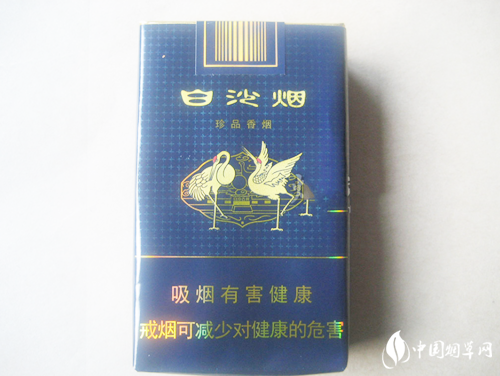 白沙烟
珍品香烟
吸烟有害健康
戒烟可减少对健康的危害
中国烟草网